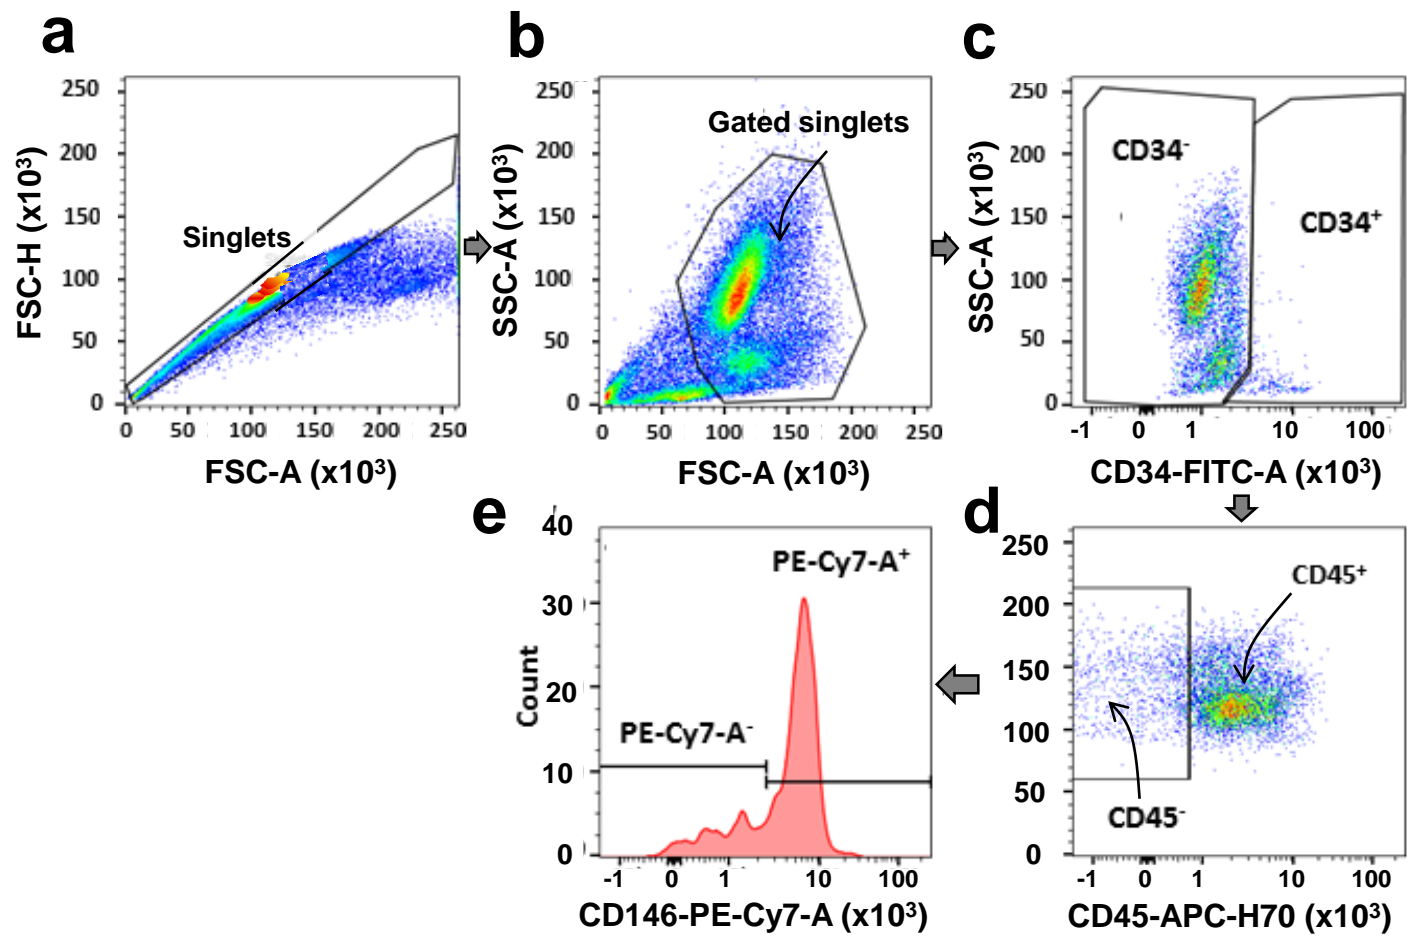 a
FSC-H (x10³)
250
200
150
100
50
0
Singlets
0 50 100 150 200 250
FSC-A (x10³)
b
SSC-A (x10³)
250
200
150
100
50
0
Gated singlets
0 50 100 150 200 250
FSC-A (x10³)
c
SSC-A (x10³)
250
200
150
100
50
0
CD34⁻
CD34⁺
-1 0 1 10 100
CD34-FITC-A (x10³)
d
250
200
150
100
50
0
CD45⁺
CD45⁻
-1 0 1 10 100
CD45-APC-H70 (x10³)
e
Count
40
30
20
10
0
PE-Cy7-A⁺
PE-Cy7-A⁻
-1 0 1 10 100
CD146-PE-Cy7-A (x10³)